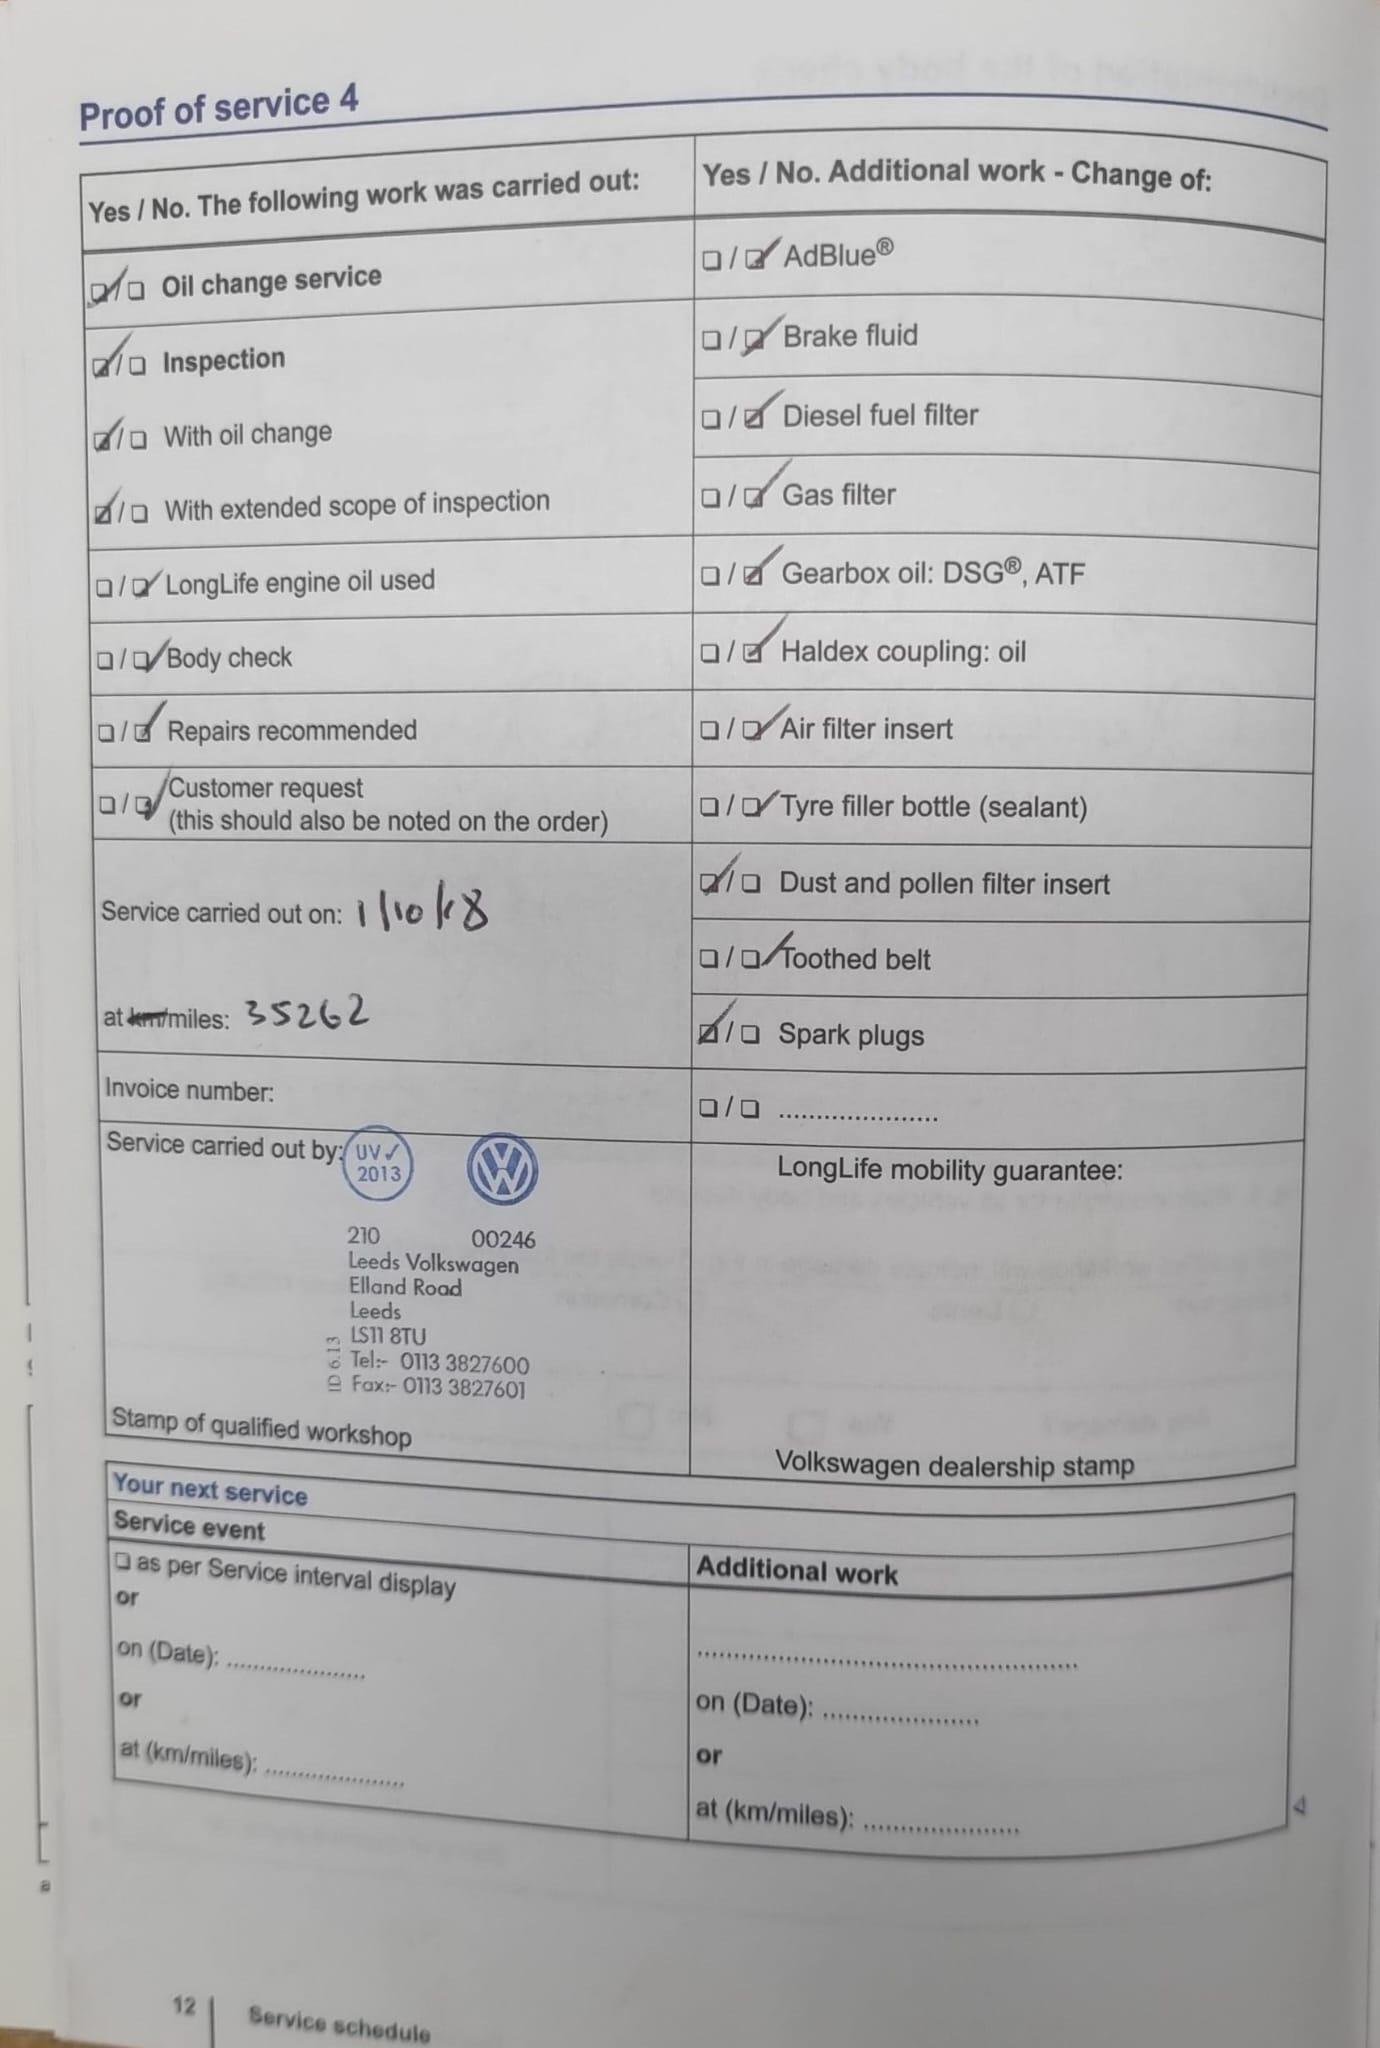 Proof of service 4
Yes / No. The following work was carried out:
Oil change service
Inspection
With oil change
With extended scope of inspection
LongLife engine oil used
Body check
Repairs recommended
Customer request
(this should also be noted on the order)
Service carried out on: 1/10/18
at km/miles: 35262
Invoice number:
Service carried out by:
UV✓
2013
210 00246
Leeds Volkswagen
Elland Road
Leeds
LS11 8TU
Tel:- 0113 3827600
Fax:- 0113 3827601
ID 6.13
Stamp of qualified workshop
Yes / No. Additional work - Change of:
AdBlue®
Brake fluid
Diesel fuel filter
Gas filter
Gearbox oil: DSG®, ATF
Haldex coupling: oil
Air filter insert
Tyre filler bottle (sealant)
Dust and pollen filter insert
Toothed belt
Spark plugs
....................
LongLife mobility guarantee:
Volkswagen dealership stamp
Your next service
Service event
as per Service interval display
or
on (Date): ....................
or
at (km/miles): ....................
Additional work
..................................................
on (Date): ....................
or
at (km/miles): ....................
12 Service schedule